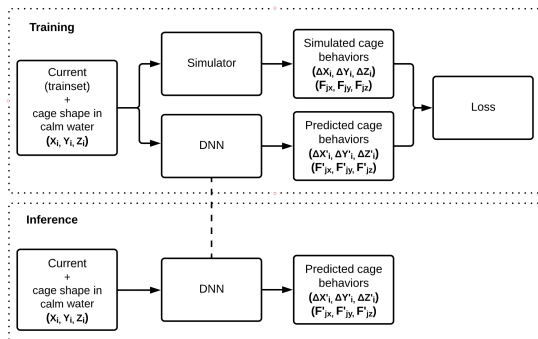 Training
Current
(trainset)
+
cage shape in
calm water
(Xi, Yi, Zi)
Simulator
Simulated cage
behaviors
(ΔXi, ΔYi, ΔZi)
(Fjx, Fjy, Fjz)
DNN
Predicted cage
behaviors
(ΔX'i, ΔY'i, ΔZ'i)
(F'jx, F'jy, F'jz)
Loss
Inference
Current
+
cage shape in
calm water
(Xi, Yi, Zi)
DNN
Predicted cage
behaviors
(ΔX'i, ΔY'i, ΔZ'i)
(F'jx, F'jy, F'jz)